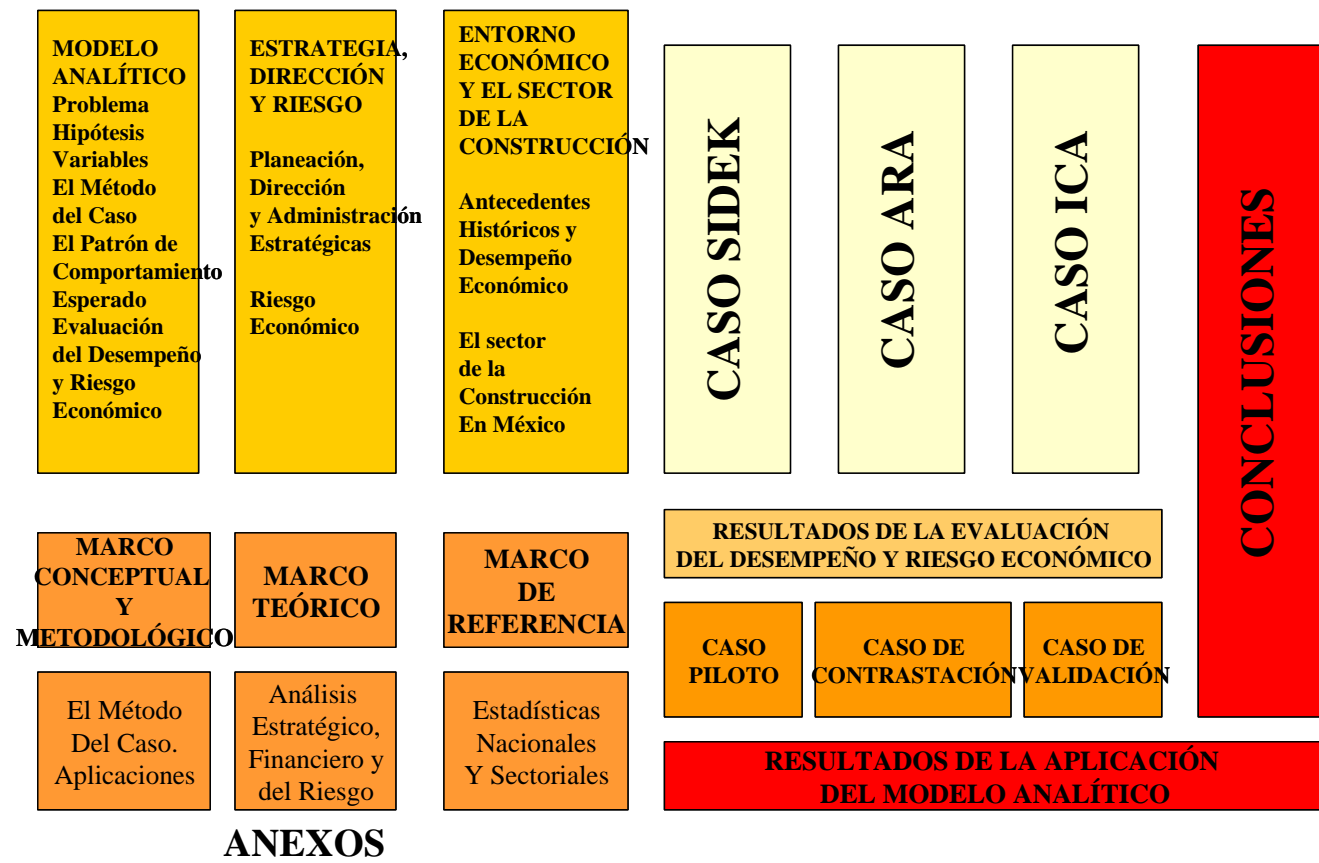 MODELO
ANALÍTICO
Problema
Hipótesis
Variables
El Método
del Caso
El Patrón de
Comportamiento
Esperado
Evaluación
del Desempeño
y Riesgo
Económico
ESTRATEGIA,
DIRECCIÓN
Y RIESGO
Planeación,
Dirección
y Administración
Estratégicas
Riesgo
Económico
ENTORNO
ECONÓMICO
Y EL SECTOR
DE LA
CONSTRUCCIÓN
Antecedentes
Históricos y
Desempeño
Económico
El sector
de la
Construcción
En México
CASO SIDEK
CASO ARA
CASO ICA
CONCLUSIONES
MARCO
CONCEPTUAL
Y
METODOLÓGICO
MARCO
TEÓRICO
MARCO
DE
REFERENCIA
RESULTADOS DE LA EVALUACIÓN
DEL DESEMPEÑO Y RIESGO ECONÓMICO
CASO
PILOTO
CASO DE
CONTRASTACIÓN
CASO DE
VALIDACIÓN
El Método
Del Caso.
Aplicaciones
Análisis
Estratégico,
Financiero y
del Riesgo
Estadísticas
Nacionales
Y Sectoriales
RESULTADOS DE LA APLICACIÓN
DEL MODELO ANALÍTICO
ANEXOS